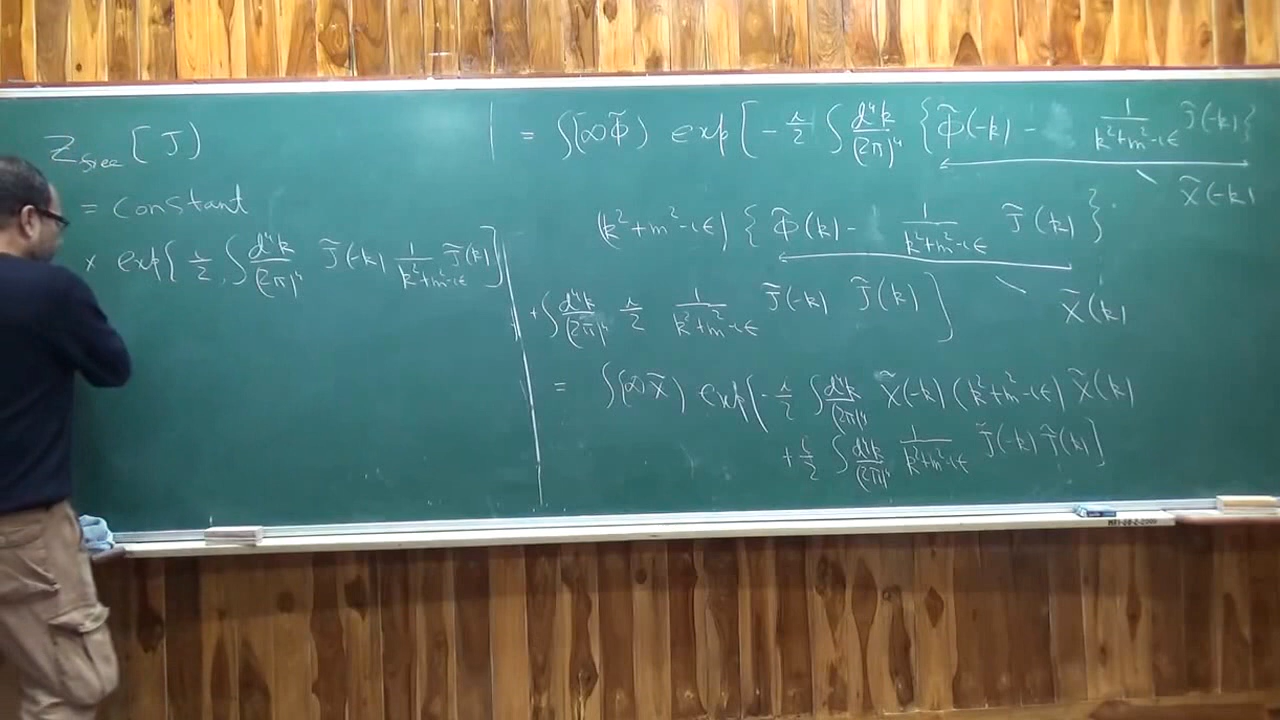 Z_free [J]
= constant
× exp[ i/2 ∫ d⁴k/(2π)⁴ J̃(-k) 1/(k²+m²-iε) J̃(k) ]
= ∫(𝒟Φ̃) exp[ -i/2 ∫ d⁴k/(2π)⁴ { Φ̃(-k) - 1/(k²+m²-iε) J̃(-k) }
X̃(-k)
(k²+m²-iε) { Φ̃(k) - 1/(k²+m²-iε) J̃(k) }
X̃(k)
+ ∫ d⁴k/(2π)⁴ i/2 1/(k²+m²-iε) J̃(-k) J̃(k) ]
= ∫(𝒟X̃) exp[ -i/2 ∫ d⁴k/(2π)⁴ X̃(-k) (k²+m²-iε) X̃(k)
+ i/2 ∫ d⁴k/(2π)⁴ 1/(k²+m²-iε) J̃(-k) J̃(k) ]